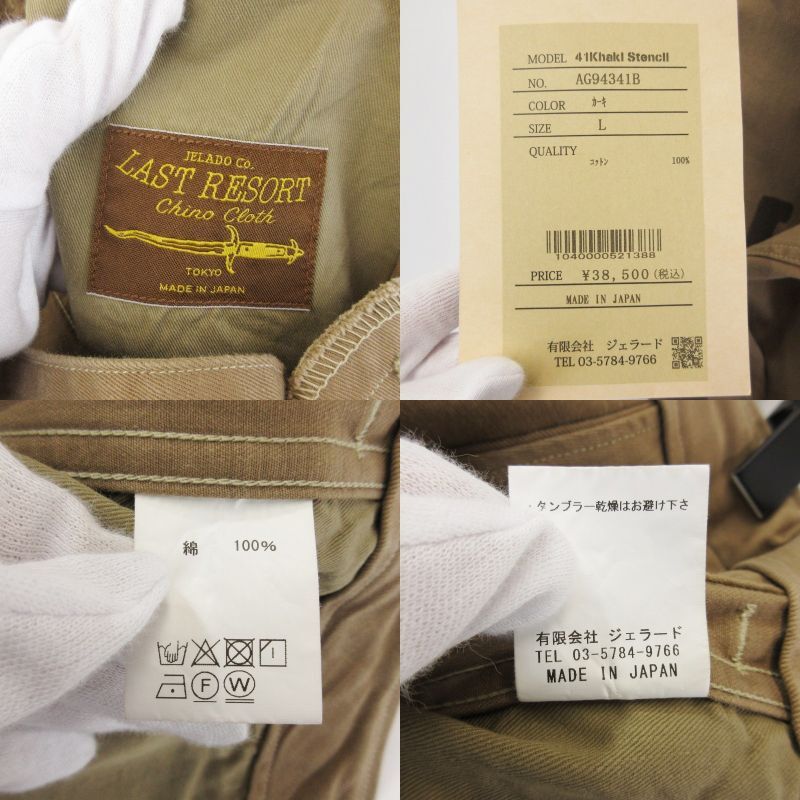 JELADO Co.
LAST RESORT
Chino Cloth
TOKYO
MADE IN JAPAN
MODEL 41Khaki Stencil
NO. AG94341B
COLOR カーキ
SIZE L
QUALITY
コットン 100%
1040000521388
PRICE ¥38,500(税込)
MADE IN JAPAN
有限会社 ジェラード
TEL 03-5784-9766
綿 100%
F W
タンブラー乾燥はお避け下さ
有限会社 ジェラード
TEL 03-5784-9766
MADE IN JAPAN